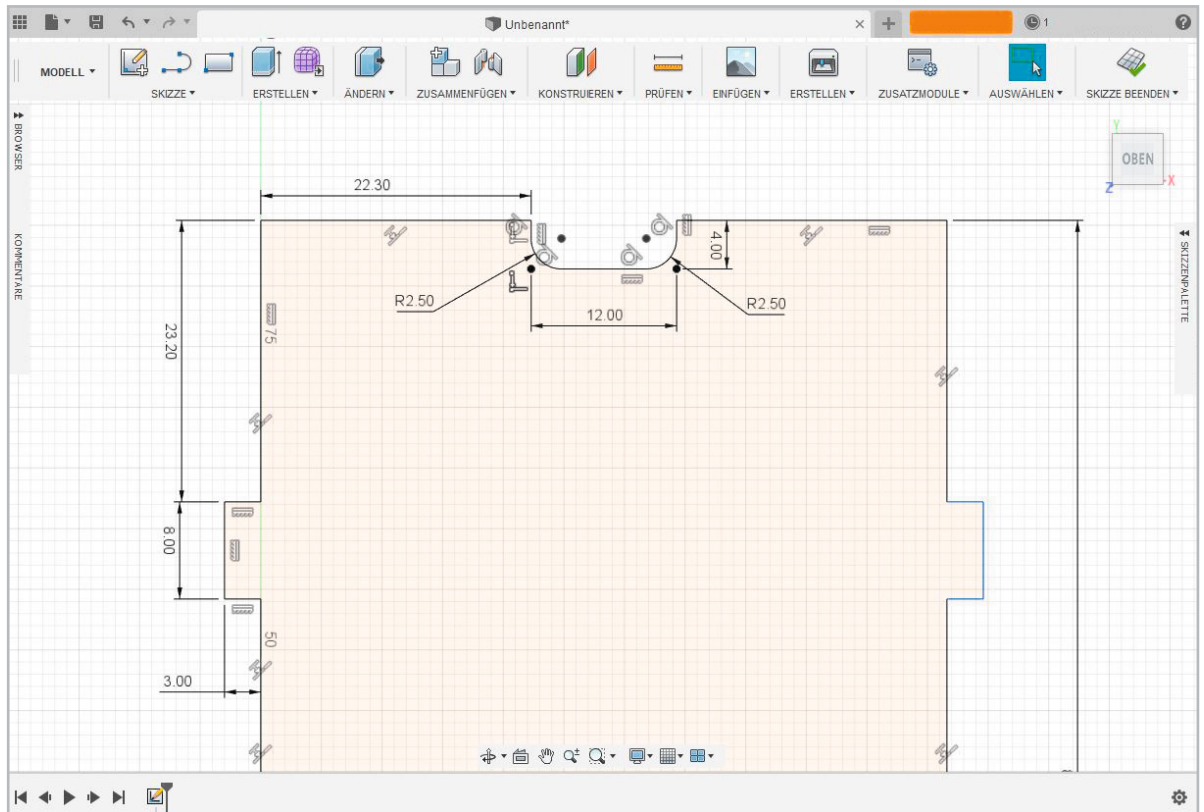 Unbenannt*
1
MODELL
SKIZZE
ERSTELLEN
ÄNDERN
ZUSAMMENFÜGEN
KONSTRUIEREN
PRÜFEN
EINFÜGEN
ERSTELLEN
ZUSATZMODULE
AUSWÄHLEN
SKIZZE BEENDEN
BROWSER
KOMMENTARE
SKIZZENPALETTE
Y
OBEN
Z
X
22.30
4.00
R2.50
R2.50
12.00
23.20
75
8.00
50
3.00